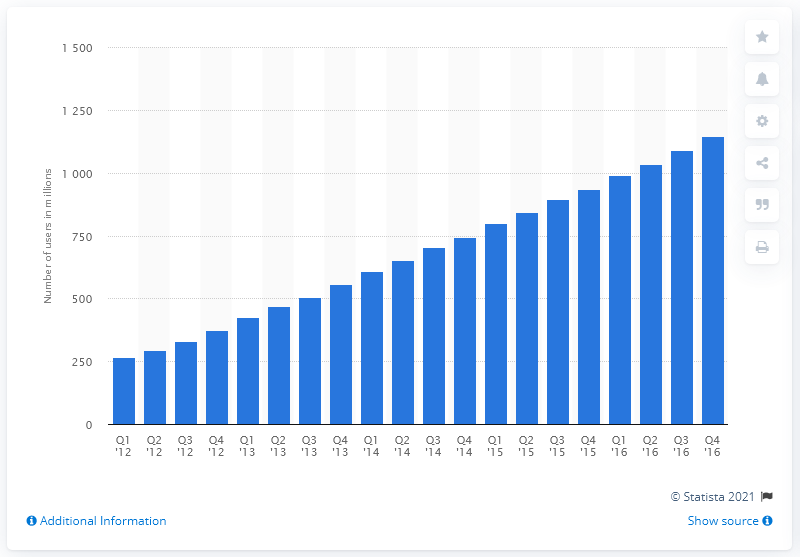 1 500
1 250
1 000
750
500
250
0
Number of users in millions
Q1 '12
Q2 '12
Q3 '12
Q4 '12
Q1 '13
Q2 '13
Q3 '13
Q4 '13
Q1 '14
Q2 '14
Q3 '14
Q4 '14
Q1 '15
Q2 '15
Q3 '15
Q4 '15
Q1 '16
Q2 '16
Q3 '16
Q4 '16
© Statista 2021
Additional Information
Show source